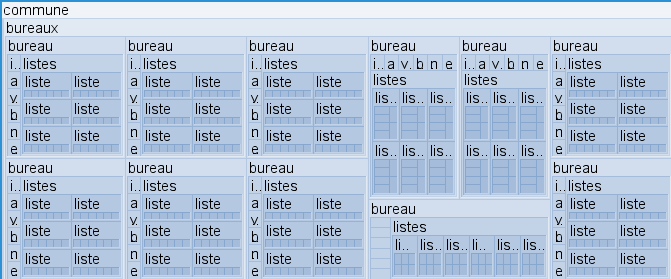 commune
bureaux
bureau bureau bureau bureau bureau bureau
i.. listes i.. listes i.. listes i.. a v. b n e i.. a v. b n e i.. listes
a liste liste a liste liste a liste liste listes listes a liste liste
v. v. v. lis.. lis.. lis.. lis.. lis.. lis.. v.
liste liste liste liste liste liste liste liste
b b b b
n liste liste n liste liste n liste liste n liste liste
e e e lis.. lis.. lis.. lis.. lis.. lis.. e
bureau bureau bureau bureau
i.. listes i.. listes i.. listes i.. listes
a liste liste a liste liste a liste liste bureau a liste liste
v. v. v. v.
liste liste liste liste liste liste listes liste liste
b b b li.. lis.. lis.. li.. lis.. lis.. b
n liste liste n liste liste n liste liste n liste liste
e e e e